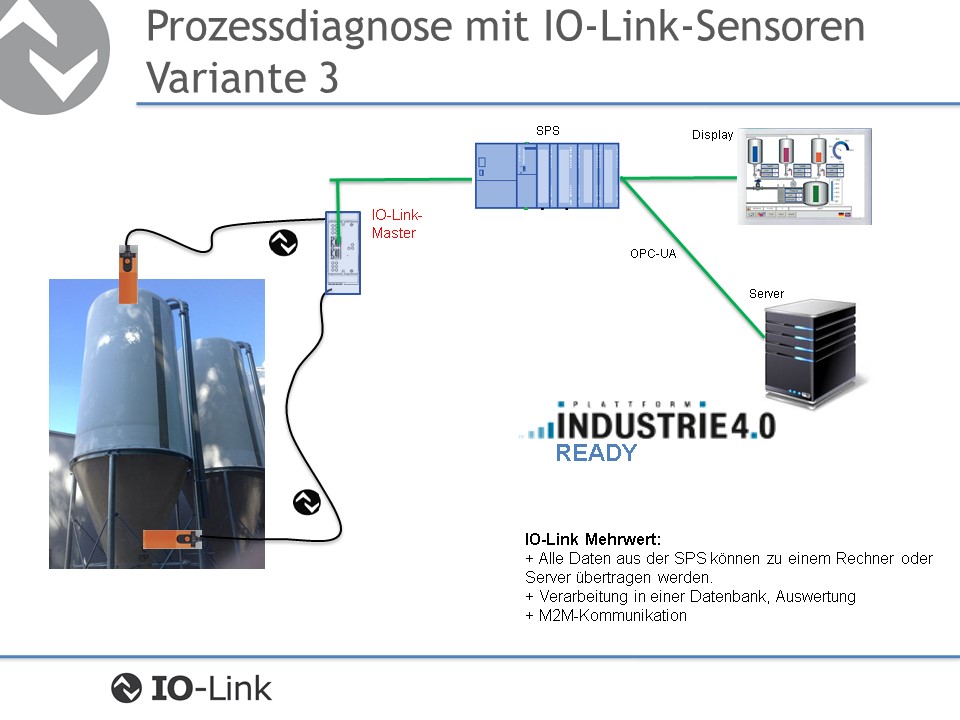 Prozessdiagnose mit IO-Link-Sensoren
Variante 3
SPS
Display
IO-Link-
Master
OPC-UA
Server
PLATTFORM
INDUSTRIE4.0
READY
IO-Link Mehrwert:
+ Alle Daten aus der SPS können zu einem Rechner oder
Server übertragen werden.
+ Verarbeitung in einer Datenbank, Auswertung
+ M2M-Kommunikation
IO-Link